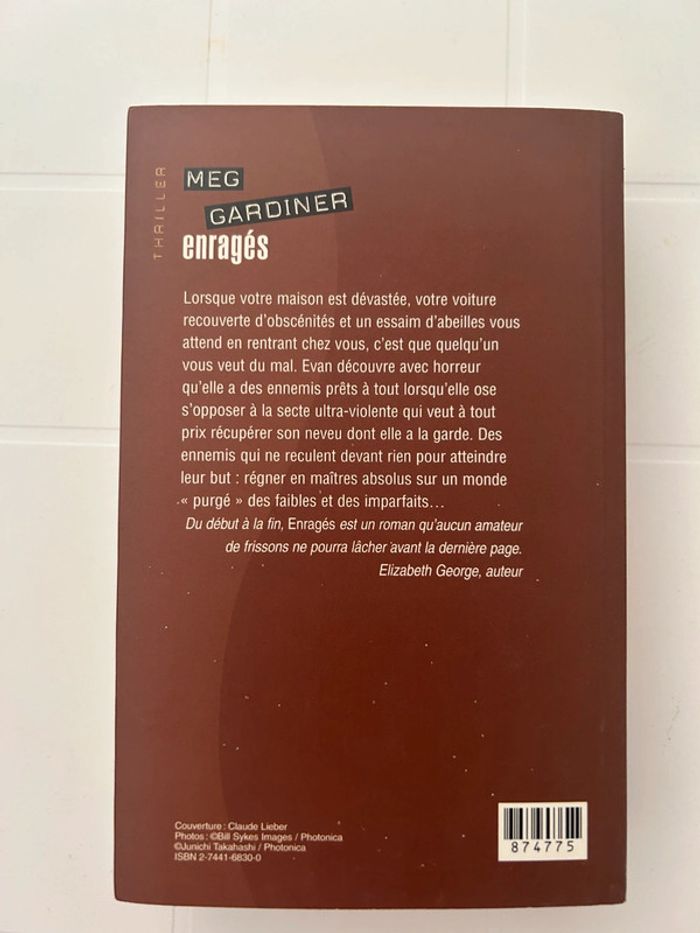 THRILLER
MEG
GARDINER
enragés
Lorsque votre maison est dévastée, votre voiture
recouverte d'obscénités et un essaim d'abeilles vous
attend en rentrant chez vous, c'est que quelqu'un
vous veut du mal. Evan découvre avec horreur
qu'elle a des ennemis prêts à tout lorsqu'elle ose
s'opposer à la secte ultra-violente qui veut à tout
prix récupérer son neveu dont elle a la garde. Des
ennemis qui ne reculent devant rien pour atteindre
leur but : régner en maîtres absolus sur un monde
« purgé » des faibles et des imparfaits…
Du début à la fin, Enragés est un roman qu'aucun amateur
de frissons ne pourra lâcher avant la dernière page.
Elizabeth George, auteur
Couverture : Claude Lieber
Photos : ©Bill Sykes Images / Photonica
©Junichi Takahashi / Photonica
ISBN 2-7441-6830-0
874775